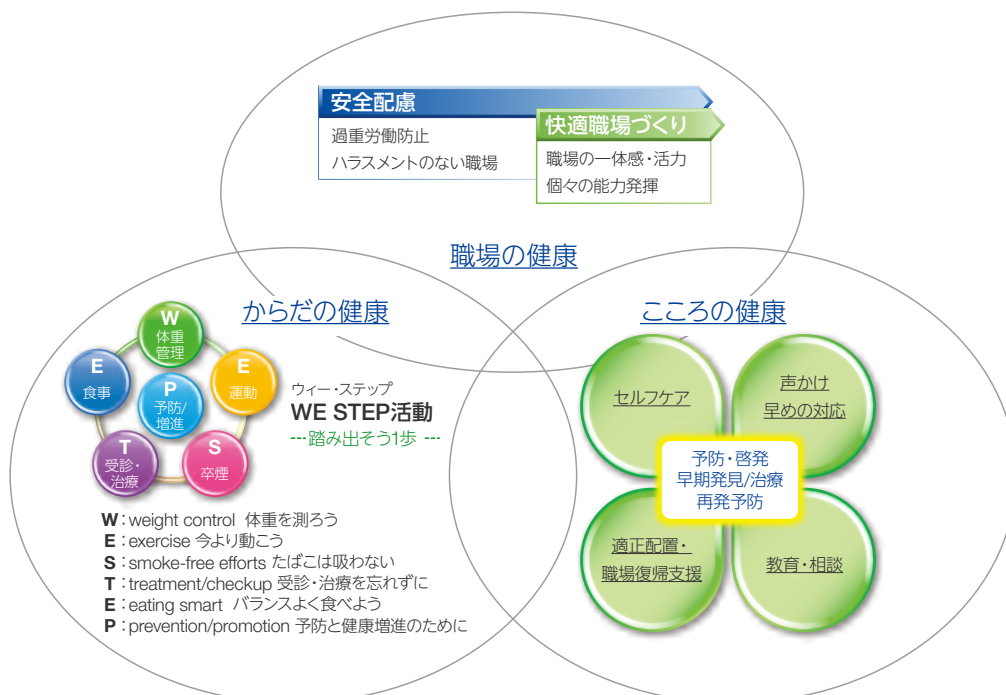 安全配慮
過重労働防止
ハラスメントのない職場
快適職場づくり
職場の一体感・活力
個々の能力発揮
職場の健康
からだの健康
W
体重
管理
E
食事
E
運動
P
予防/
増進
T
受診・
治療
S
卒煙
ウィー・ステップ
WE STEP活動
---踏み出そう1歩 ---
W:weight control 体重を測ろう
E:exercise 今より動こう
S:smoke-free efforts たばこは吸わない
T:treatment/checkup 受診・治療を忘れずに
E:eating smart バランスよく食べよう
P:prevention/promotion 予防と健康増進のために
こころの健康
セルフケア
声かけ
早めの対応
予防・啓発
早期発見/治療
再発予防
適正配置・
職場復帰支援
教育・相談